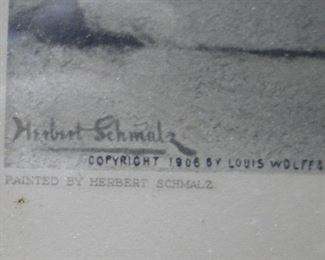 Herbert Schmalz
COPYRIGHT 1906 BY LOUIS WOLFF &
PAINTED BY HERBERT SCHMALZ